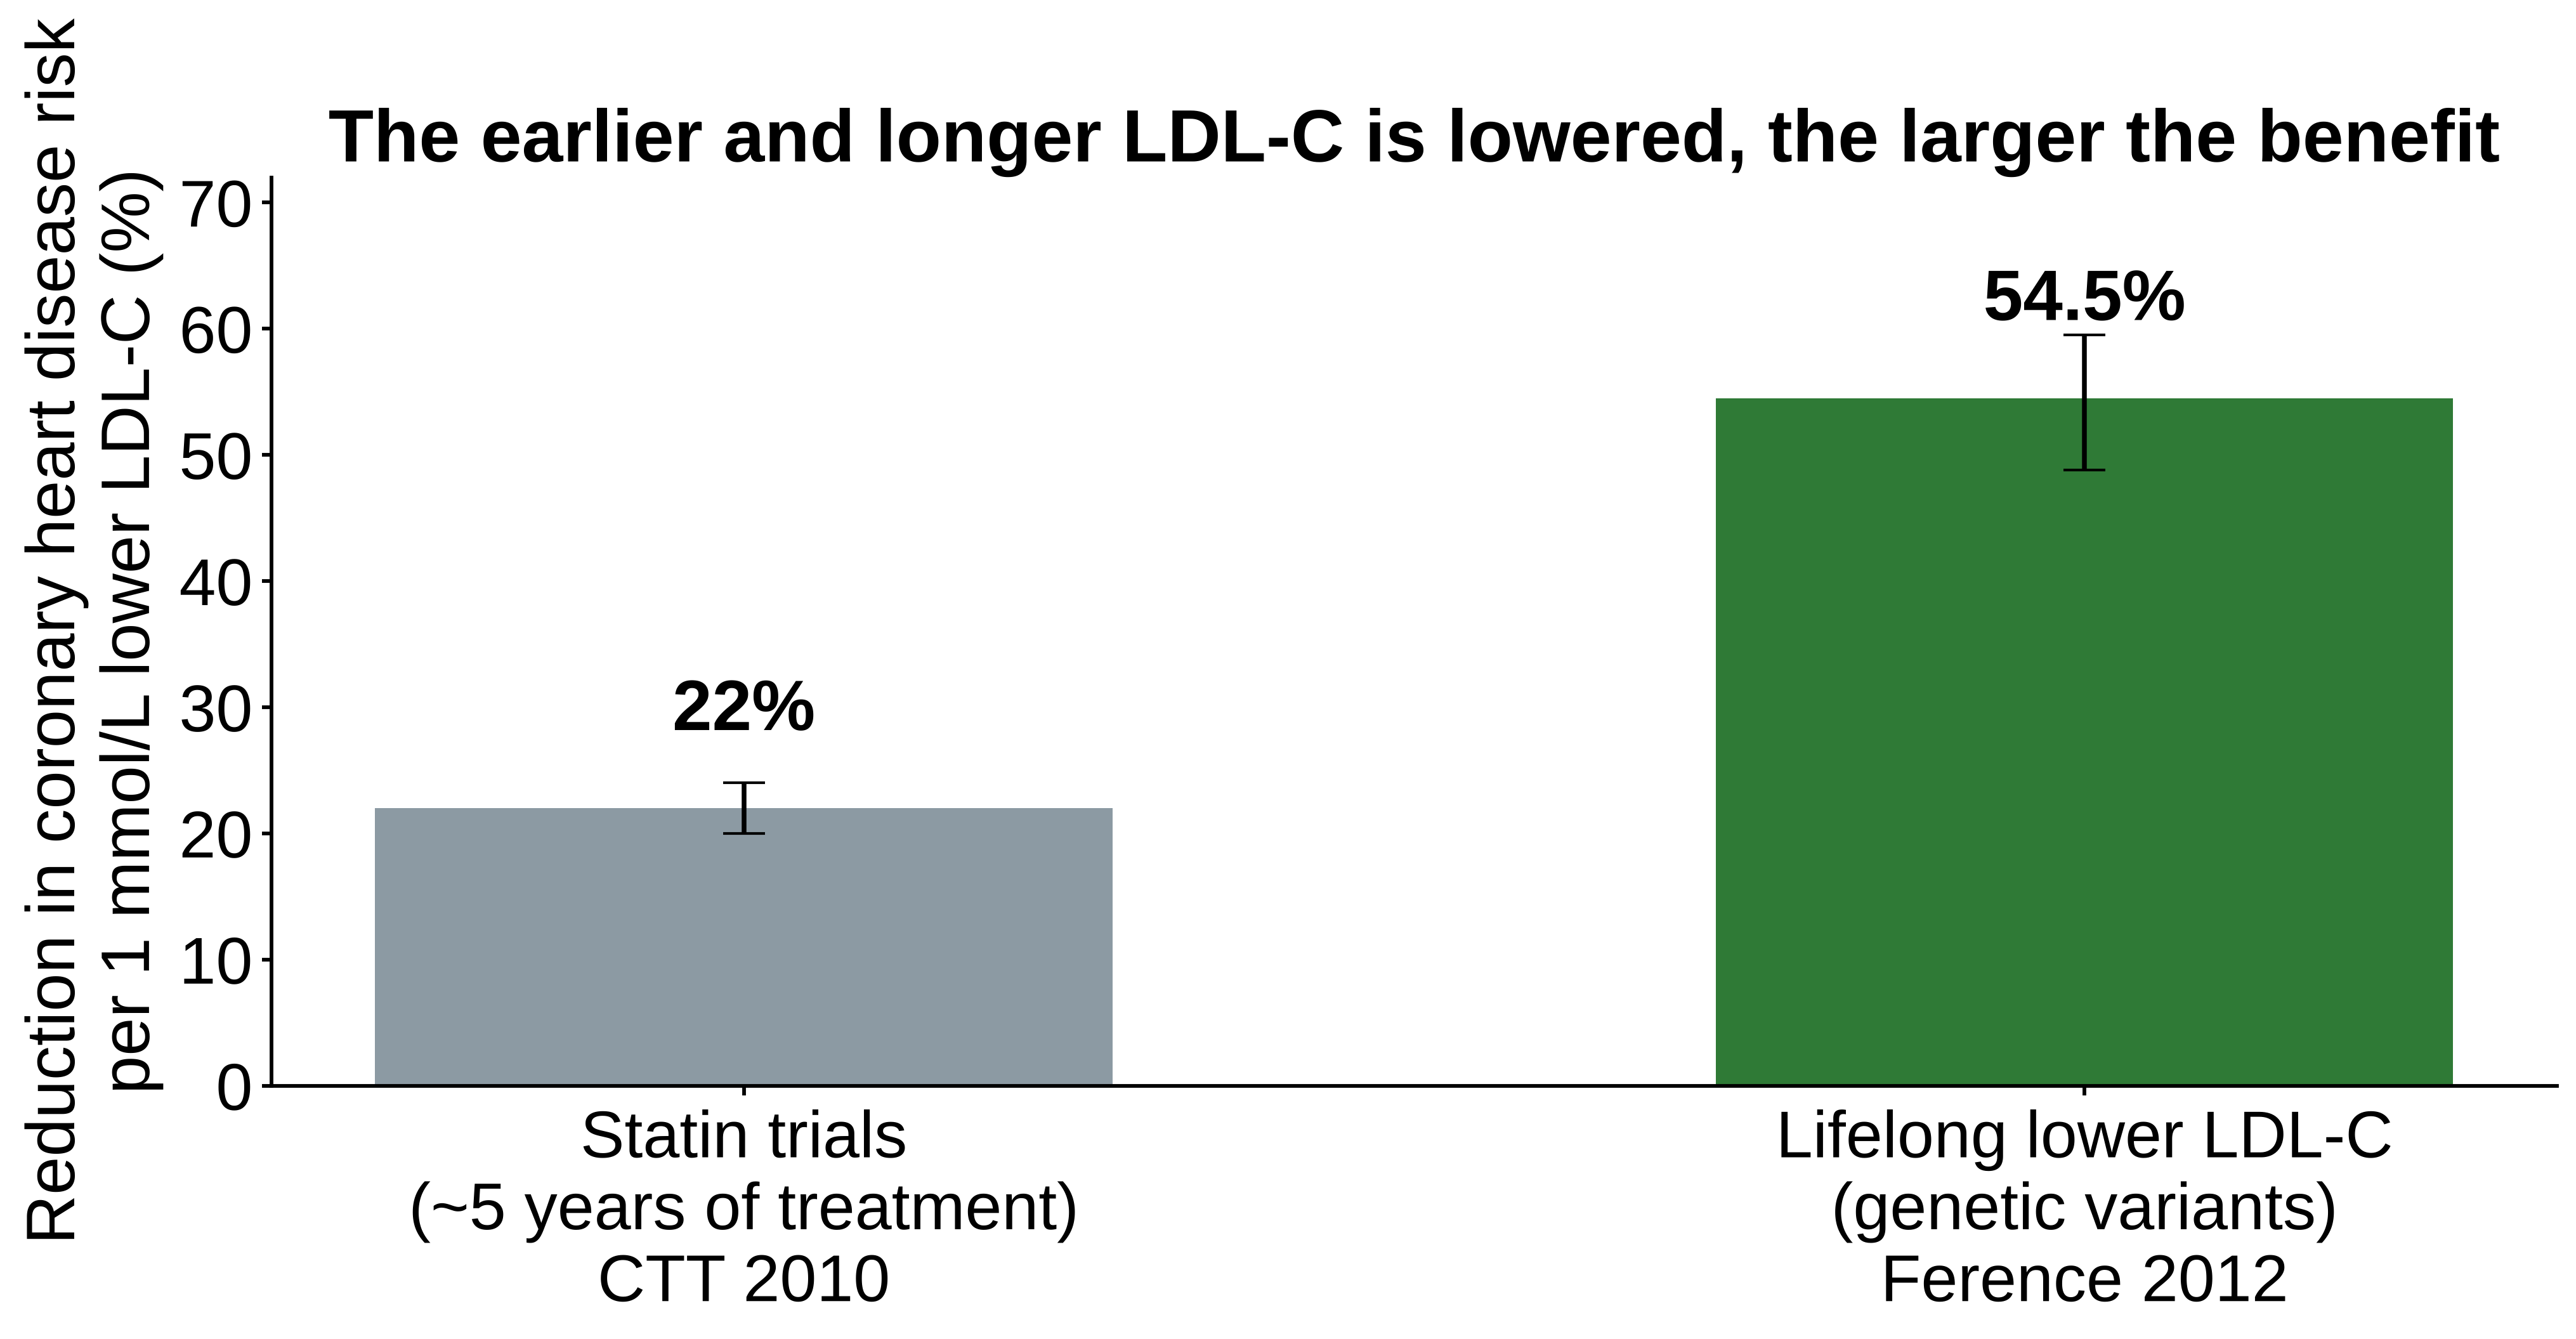 The earlier and longer LDL-C is lowered, the larger the benefit
Reduction in coronary heart disease risk
per 1 mmol/L lower LDL-C (%)
70
60
50
40
30
20
10
0
22%
54.5%
Statin trials
(~5 years of treatment)
CTT 2010
Lifelong lower LDL-C
(genetic variants)
Ference 2012